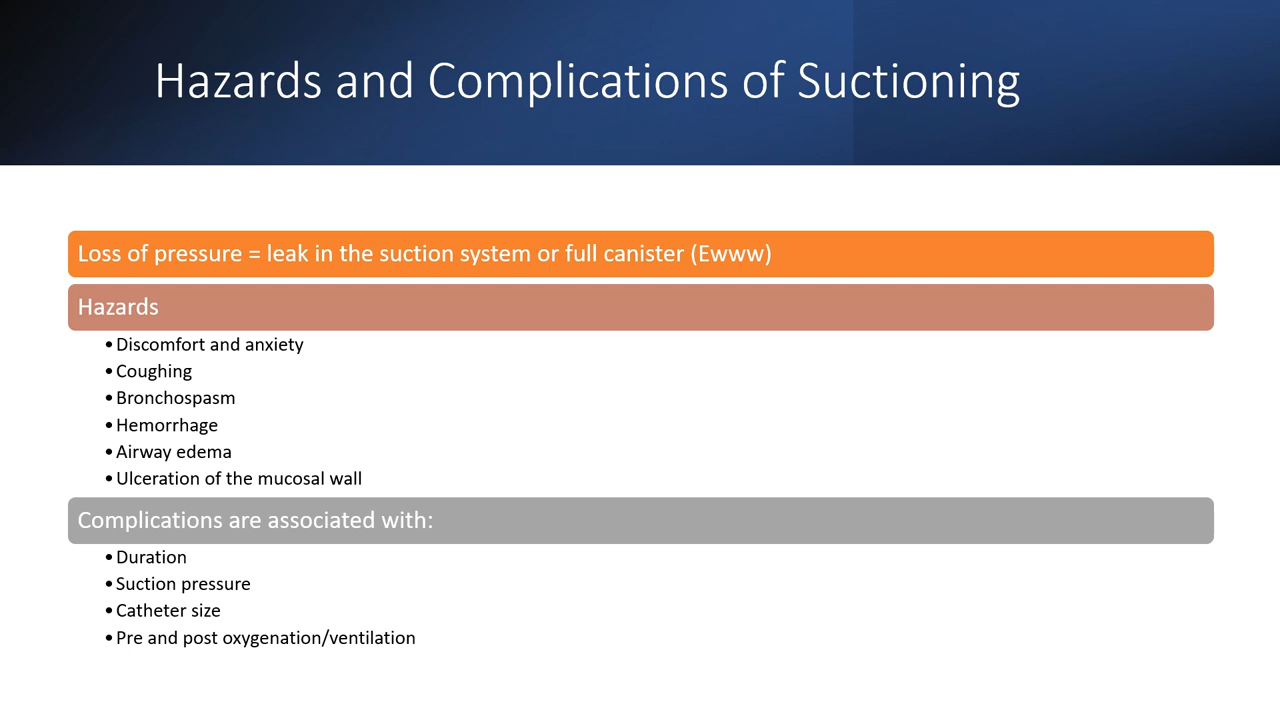 Hazards and Complications of Suctioning
Loss of pressure = leak in the suction system or full canister (Ewww)
Hazards
•Discomfort and anxiety
•Coughing
•Bronchospasm
•Hemorrhage
•Airway edema
•Ulceration of the mucosal wall
Complications are associated with:
•Duration
•Suction pressure
•Catheter size
•Pre and post oxygenation/ventilation